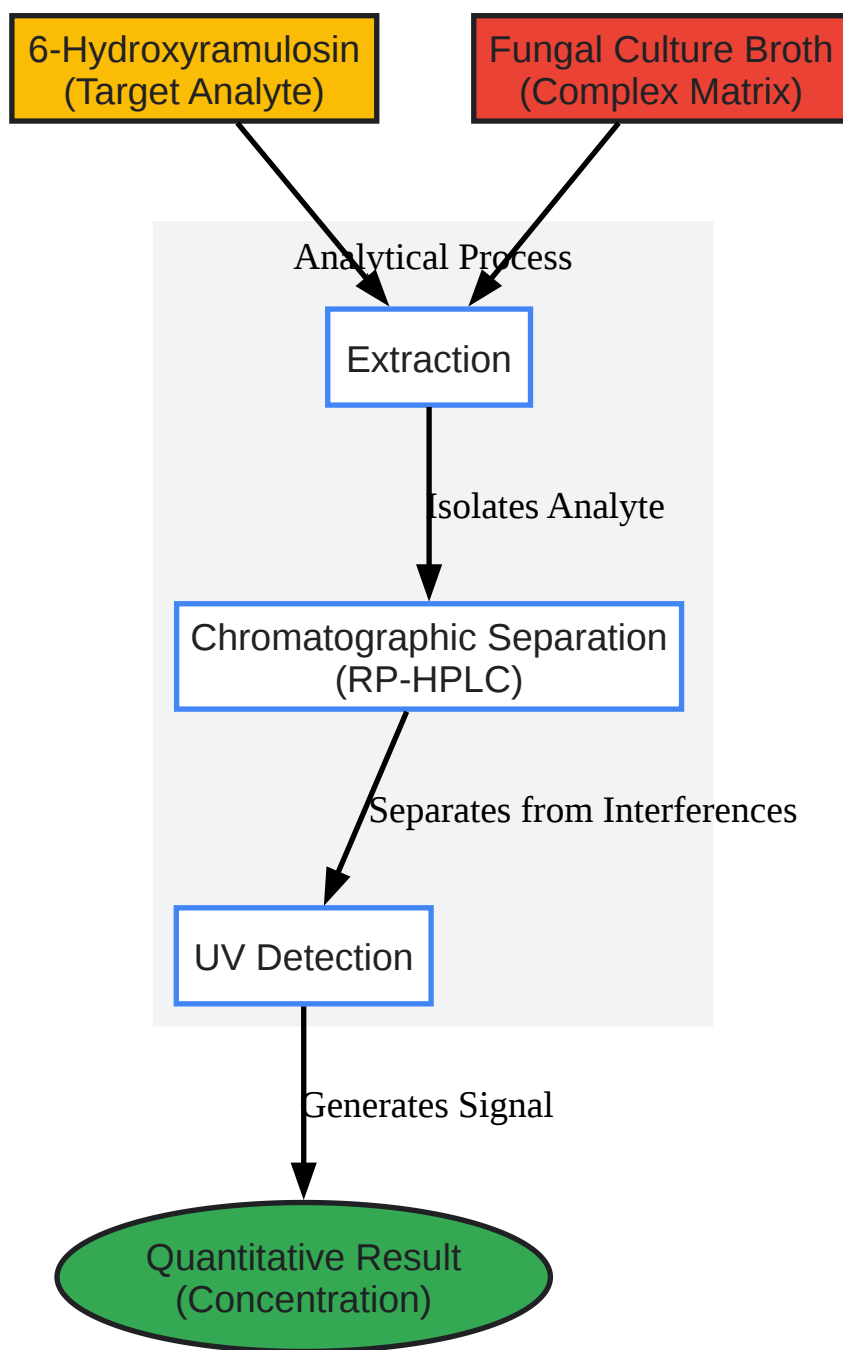 6-Hydroxyramulosin
(Target Analyte)
Fungal Culture Broth
(Complex Matrix)
Analytical Process
Extraction
Isolates Analyte
Chromatographic Separation
(RP-HPLC)
Separates from Interferences
UV Detection
Generates Signal
Quantitative Result
(Concentration)